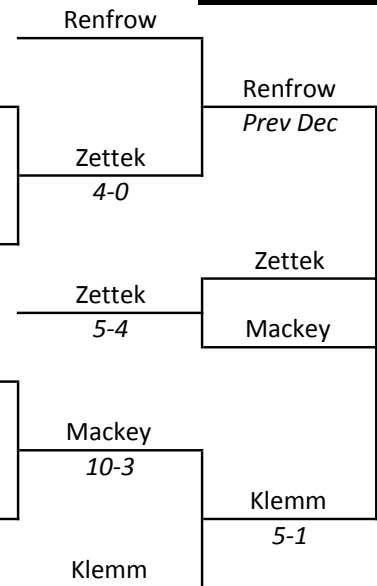 Renfrow
Renfrow
Prev Dec
Zettek
4-0
Zettek
Zettek
5-4
Mackey
Mackey
10-3
Klemm
5-1
Klemm